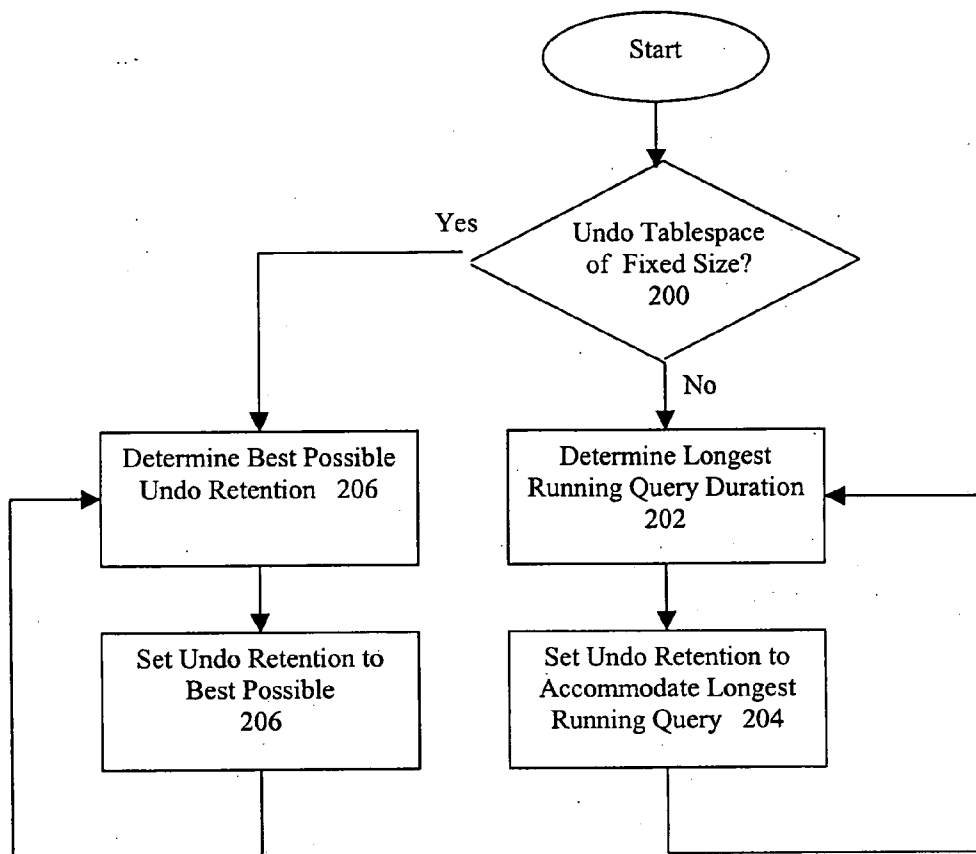 Start
Undo Tablespace
of Fixed Size?
200
Yes
No
Determine Best Possible
Undo Retention 206
Determine Longest
Running Query Duration
202
Set Undo Retention to
Best Possible
206
Set Undo Retention to
Accommodate Longest
Running Query 204